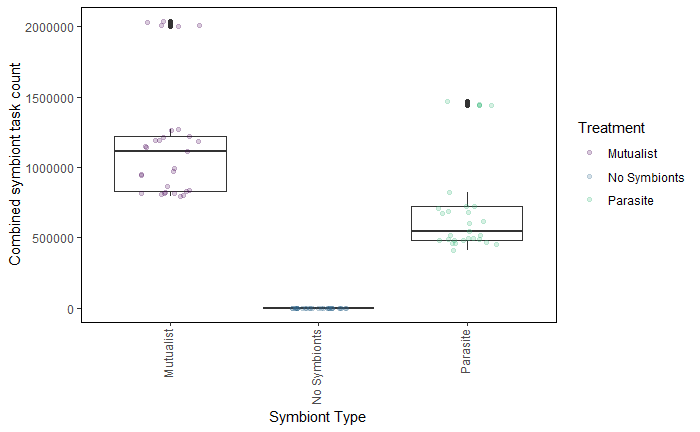 Combined symbiont task count
2000000
1500000
1000000
500000
0
Mutualist
No Symbionts
Parasite
Symbiont Type
Treatment
Mutualist
No Symbionts
Parasite